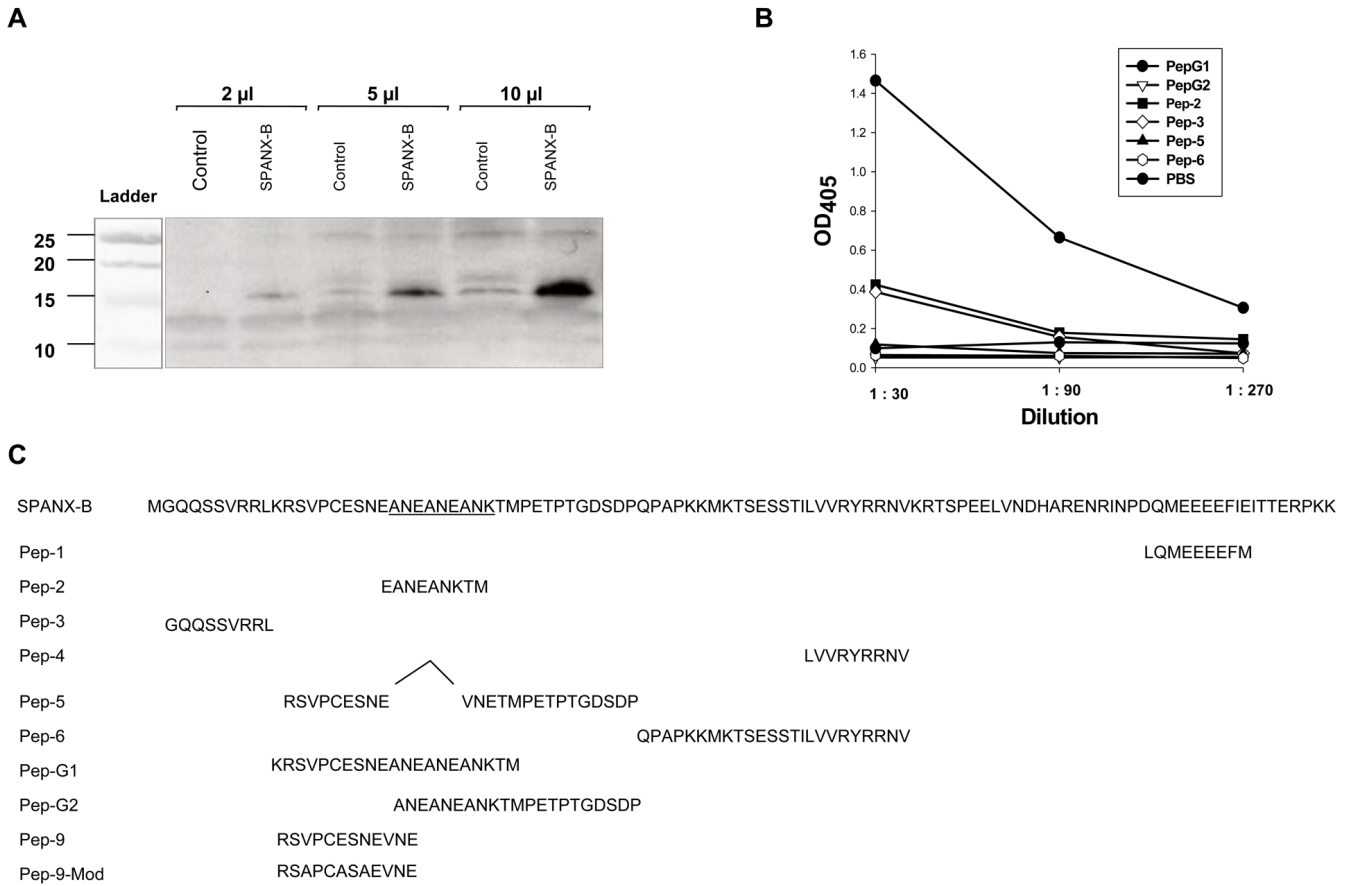 A
2 µl 5 µl 10 µl
Control SPANX-B Control SPANX-B Control SPANX-B
Ladder
25
20
15
10
B
1.6
1.4
1.2
1.0
0.8
0.6
0.4
0.2
0.0
OD405
PepG1
PepG2
Pep-2
Pep-3
Pep-5
Pep-6
PBS
1 : 30 1 : 90 1 : 270
Dilution
C
SPANX-B MGQQSSVRRLKRSVPCESNEANEANEANKTMPETPTGDSDPQPAPKKMKTSESSTILVVRYRRNVKRTSPEELVNDHARENRINPDQMEEEEFIEITTERPKK
Pep-1 LQMEEEEFM
Pep-2 EANEANKTM
Pep-3 GQQSSVRRL
Pep-4 LVVRYRRNV
Pep-5 RSVPCESNE VNETMPETPTGDSDP
Pep-6 QPAPKKMKTSESSTILVVRYRRNV
Pep-G1 KRSVPCESNEANEANEANKTM
Pep-G2 ANEANEANKTMPETPTGDSDP
Pep-9 RSVPCESNEVNE
Pep-9-Mod RSAPCASAEVNE